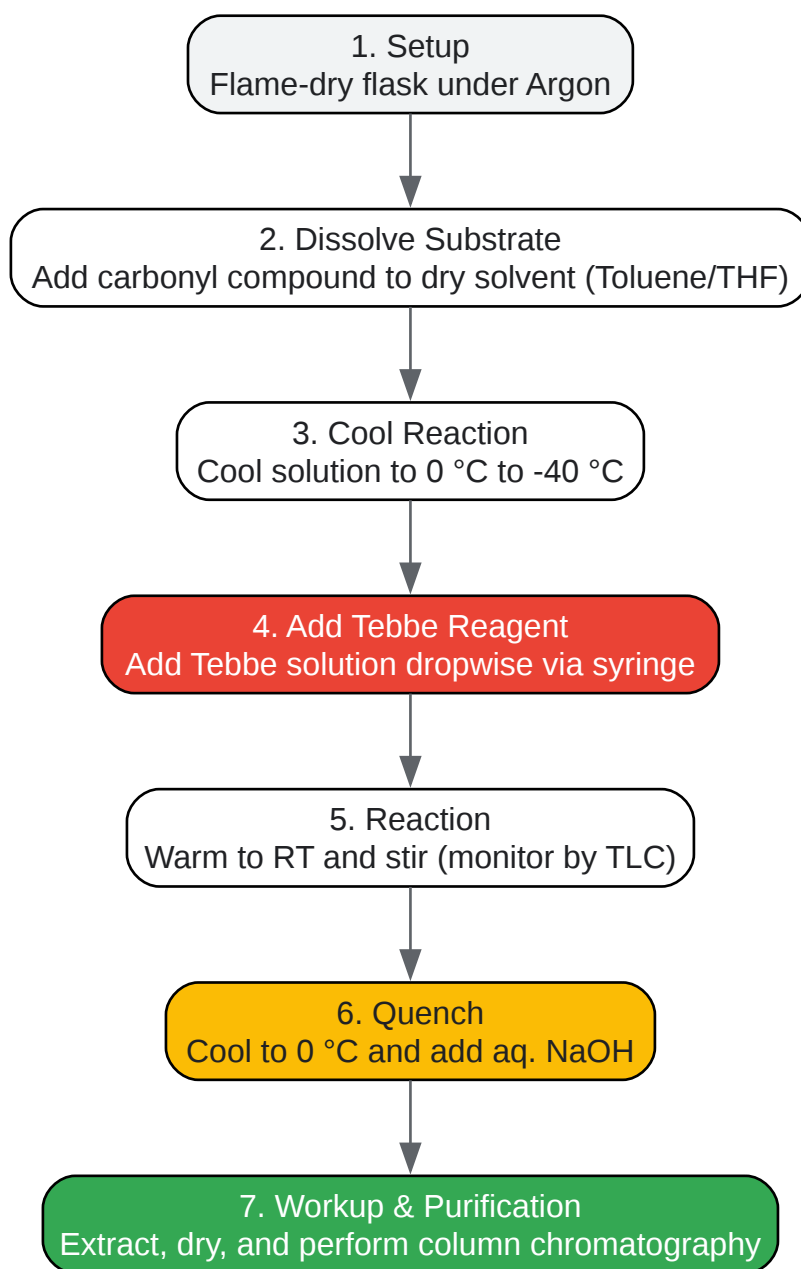 1. Setup
Flame-dry flask under Argon
2. Dissolve Substrate
Add carbonyl compound to dry solvent (Toluene/THF)
3. Cool Reaction
Cool solution to 0 °C to -40 °C
4. Add Tebbe Reagent
Add Tebbe solution dropwise via syringe
5. Reaction
Warm to RT and stir (monitor by TLC)
6. Quench
Cool to 0 °C and add aq. NaOH
7. Workup & Purification
Extract, dry, and perform column chromatography